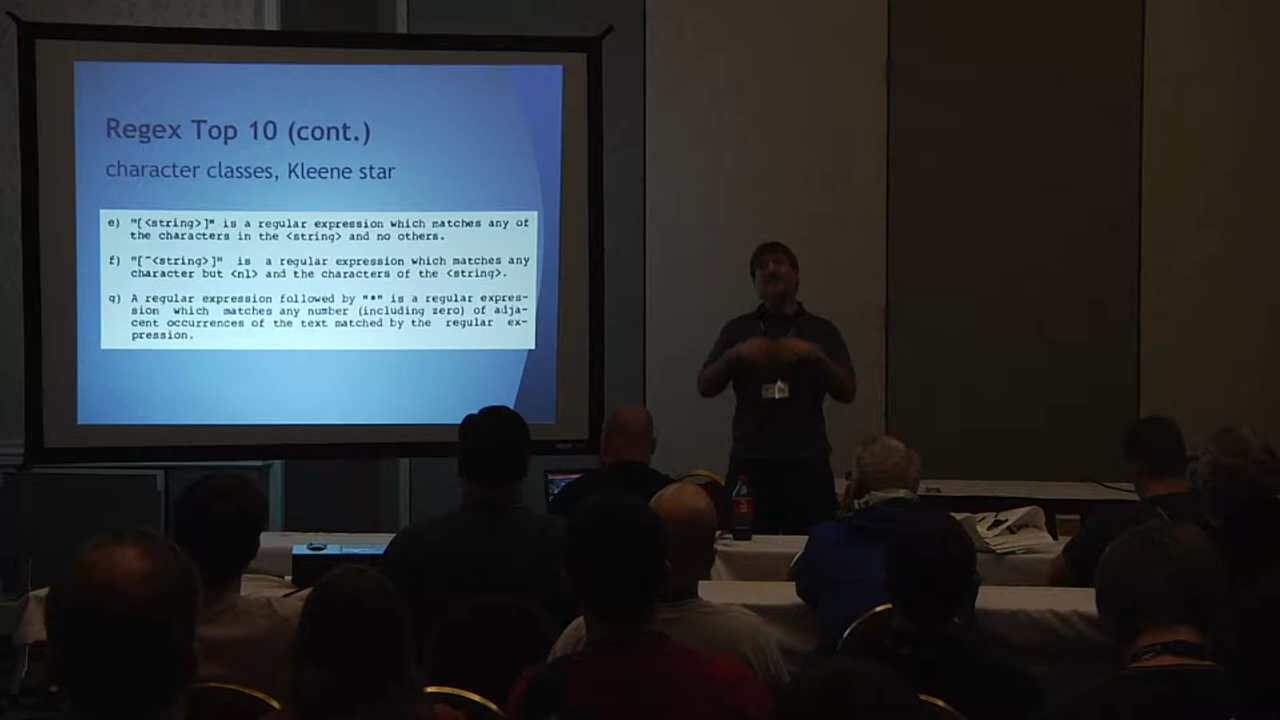 Regex Top 10 (cont.)
character classes, Kleene star
e) "[<string>]" is a regular expression which matches any of
the characters in the <string> and no others.
f) "[^<string>]" is a regular expression which matches any
character but <nl> and the characters of the <string>.
g) A regular expression followed by "*" is a regular expres-
sion which matches any number (including zero) of adja-
cent occurrences of the text matched by the regular ex-
pression.